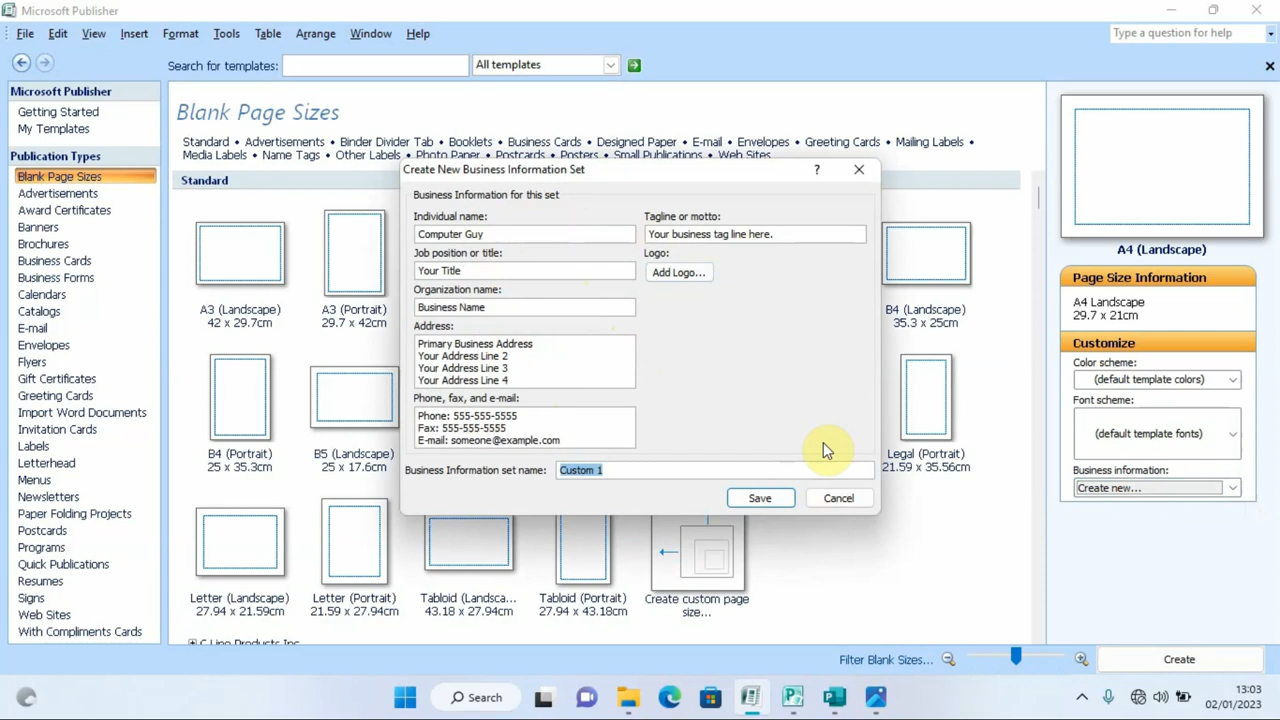 Microsoft Publisher
File Edit View Insert Format Tools Table Arrange Window Help
Type a question for help
Search for templates:
All templates
Microsoft Publisher
Getting Started
My Templates
Publication Types
Blank Page Sizes
Advertisements
Award Certificates
Banners
Brochures
Business Cards
Business Forms
Calendars
Catalogs
E-mail
Envelopes
Flyers
Gift Certificates
Greeting Cards
Import Word Documents
Invitation Cards
Labels
Letterhead
Menus
Newsletters
Paper Folding Projects
Postcards
Programs
Quick Publications
Resumes
Signs
Web Sites
With Compliments Cards
Blank Page Sizes
Standard • Advertisements • Binder Divider Tab • Booklets • Business Cards • Designed Paper • E-mail • Envelopes • Greeting Cards • Mailing Labels •
Media Labels • Name Tags • Other Labels • Photo Paper • Postcards • Posters • Small Publications • Web Sites
Standard
A3 (Landscape)
42 x 29.7cm
A3 (Portrait)
29.7 x 42cm
B4 (Landscape)
35.3 x 25cm
B4 (Portrait)
25 x 35.3cm
B5 (Landscape)
25 x 17.6cm
Legal (Portrait)
21.59 x 35.56cm
Letter (Landscape)
27.94 x 21.59cm
Letter (Portrait)
21.59 x 27.94cm
Tabloid (Landsca...
43.18 x 27.94cm
Tabloid (Portrait)
27.94 x 43.18cm
Create custom page
size...
C-Line Products Inc
Create New Business Information Set
Business Information for this set
Individual name:
Computer Guy
Job position or title:
Your Title
Organization name:
Business Name
Address:
Primary Business Address
Your Address Line 2
Your Address Line 3
Your Address Line 4
Phone, fax, and e-mail:
Phone: 555-555-5555
Fax: 555-555-5555
E-mail: someone@example.com
Tagline or motto:
Your business tag line here.
Logo:
Add Logo...
Business Information set name:
Custom 1
Save
Cancel
A4 (Landscape)
Page Size Information
A4 Landscape
29.7 x 21cm
Customize
Color scheme:
(default template colors)
Font scheme:
(default template fonts)
Business information:
Create new...
Filter Blank Sizes...
Create
Search
13:03
02/01/2023